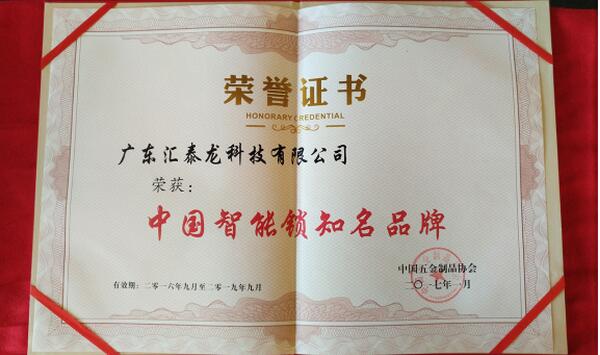 荣誉证书
HONORARY CREDENTIAL
广东汇泰龙科技有限公司
荣获：
中国智能锁知名品牌
中国五金制品协会
有效期：二零一六年九月至二零一九年九月
二〇一七年一月